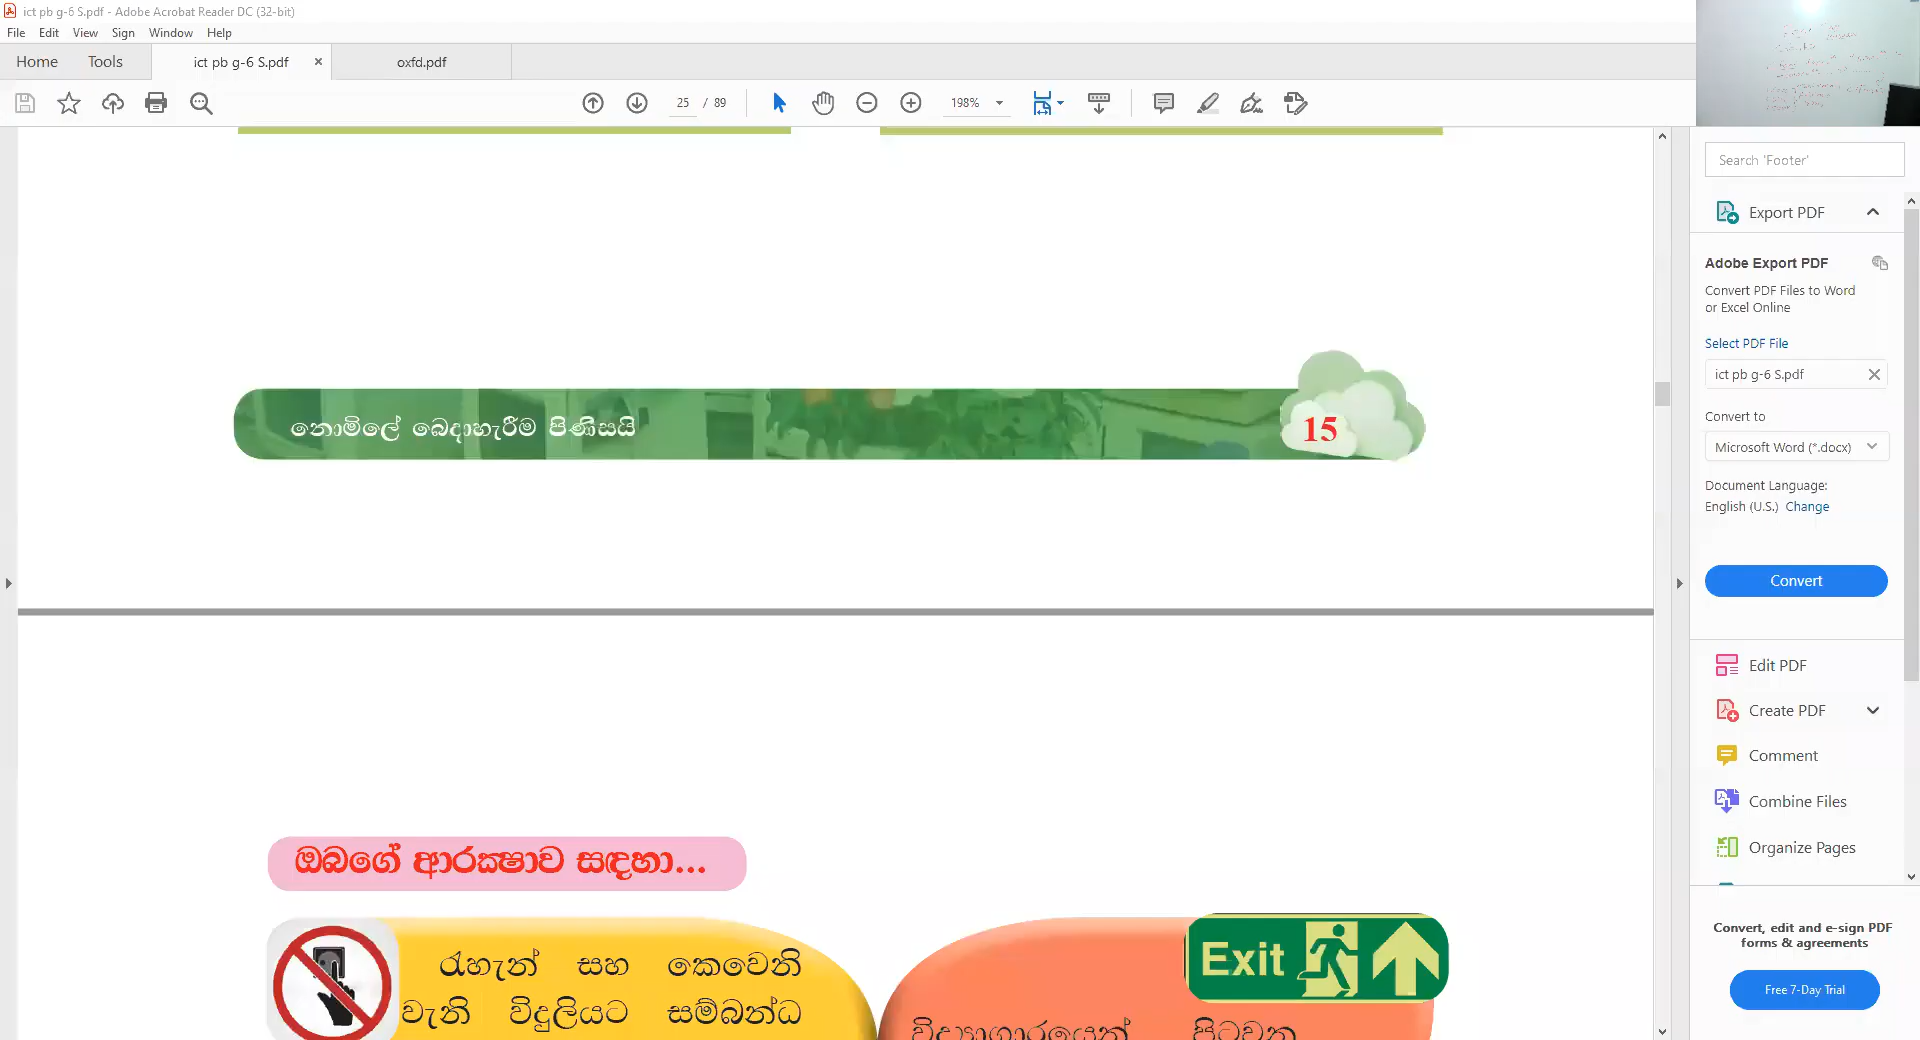 ict pb g-6 S.pdf - Adobe Acrobat Reader DC (32-bit)
File Edit View Sign Window Help
Home Tools ict pb g-6 S.pdf × oxfd.pdf
25 / 89 198%
Search 'Footer'
Export PDF
Adobe Export PDF
Convert PDF Files to Word
or Excel Online
Select PDF File
ict pb g-6 S.pdf
Convert to
Microsoft Word (*.docx)
Document Language:
English (U.S.) Change
Convert
Edit PDF
Create PDF
Comment
Combine Files
Organize Pages
Convert, edit and e-sign PDF
forms & agreements
Free 7-Day Trial
නොමිලේ බෙදාහැරීම පිණිසයි
15
ඔබගේ ආරක්ෂාව සඳහා...
රැහැන් සහ කෙවෙනි
වැනි විදුලියට සම්බන්ධ
Exit
විද්‍යාගාරයෙන් පිටවන